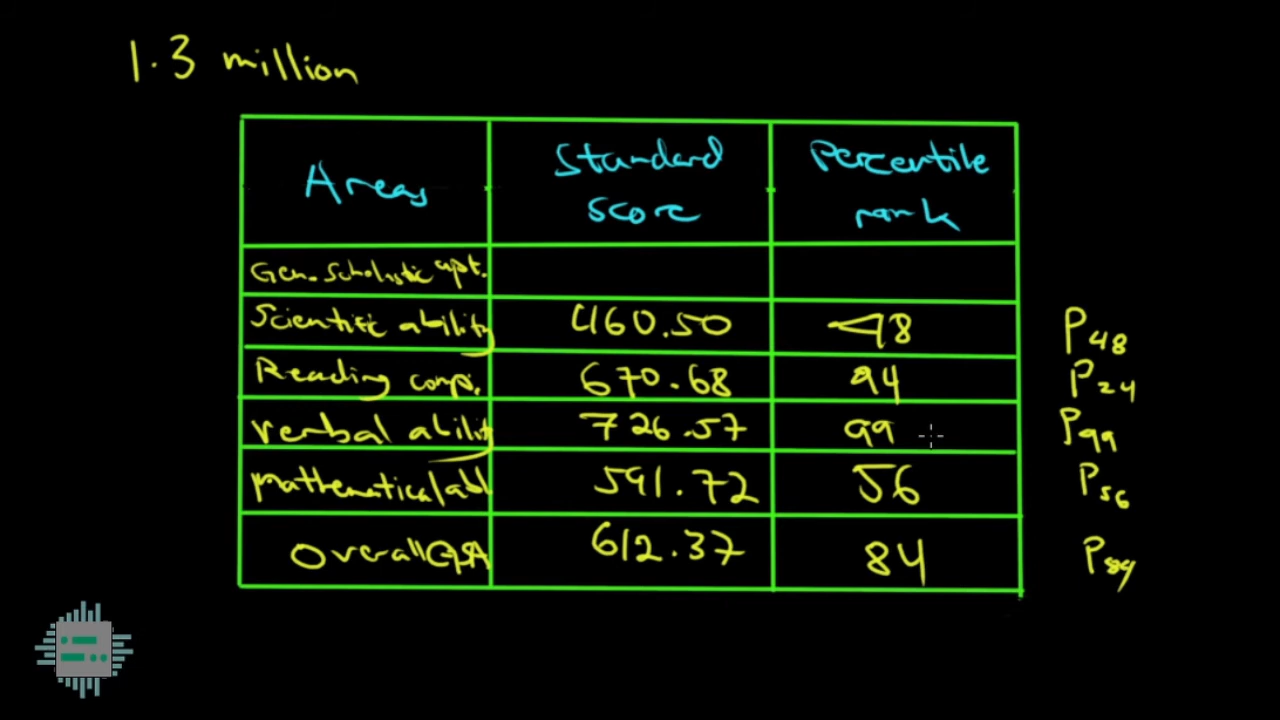 1.3 million
Areas Standard score Percentile rank
Gen. Scholastic apt.
Scientific ability 460.50 48 P48
Reading comp. 670.68 94 P24
verbal ability 726.57 99 P99
mathematical abl 591.72 56 P56
Overall GSA 612.37 84 P84